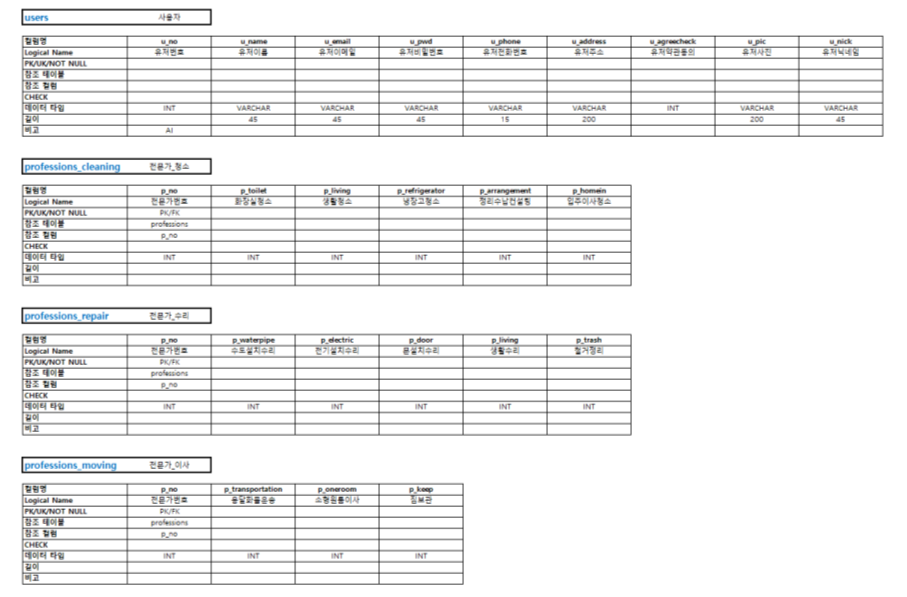 users 사용자
컬럼명 u_no u_name u_email u_pwd u_phone u_address u_agreecheck u_pic u_nick
Logical Name 유저번호 유저이름 유저이메일 유저비밀번호 유저전화번호 유저주소 유저약관동의 유저사진 유저닉네임
PK/UK/NOT NULL
참조 테이블
참조 컬럼
CHECK
데이터 타입 INT VARCHAR VARCHAR VARCHAR VARCHAR VARCHAR INT VARCHAR VARCHAR
길이 45 45 45 15 200 200 45
비고 AI
professions_cleaning 전문가_청소
컬럼명 p_no p_toilet p_living p_refrigerator p_arrangement p_homein
Logical Name 전문가번호 화장실청소 생활청소 냉장고청소 정리수납컨설팅 입주이사청소
PK/UK/NOT NULL PK/FK
참조 테이블 professions
참조 컬럼 p_no
CHECK
데이터 타입 INT INT INT INT INT INT
길이
비고
professions_repair 전문가_수리
컬럼명 p_no p_waterpipe p_electric p_door p_living p_trash
Logical Name 전문가번호 수도설치수리 전기설치수리 문설치수리 생활수리 철거정리
PK/UK/NOT NULL PK/FK
참조 테이블 professions
참조 컬럼 p_no
CHECK
데이터 타입 INT INT INT INT INT INT
길이
비고
professions_moving 전문가_이사
컬럼명 p_no p_transportation p_oneroom p_keep
Logical Name 전문가번호 용달화물운송 소형원룸이사 짐보관
PK/UK/NOT NULL PK/FK
참조 테이블 professions
참조 컬럼 p_no
CHECK
데이터 타입 INT INT INT INT
길이
비고